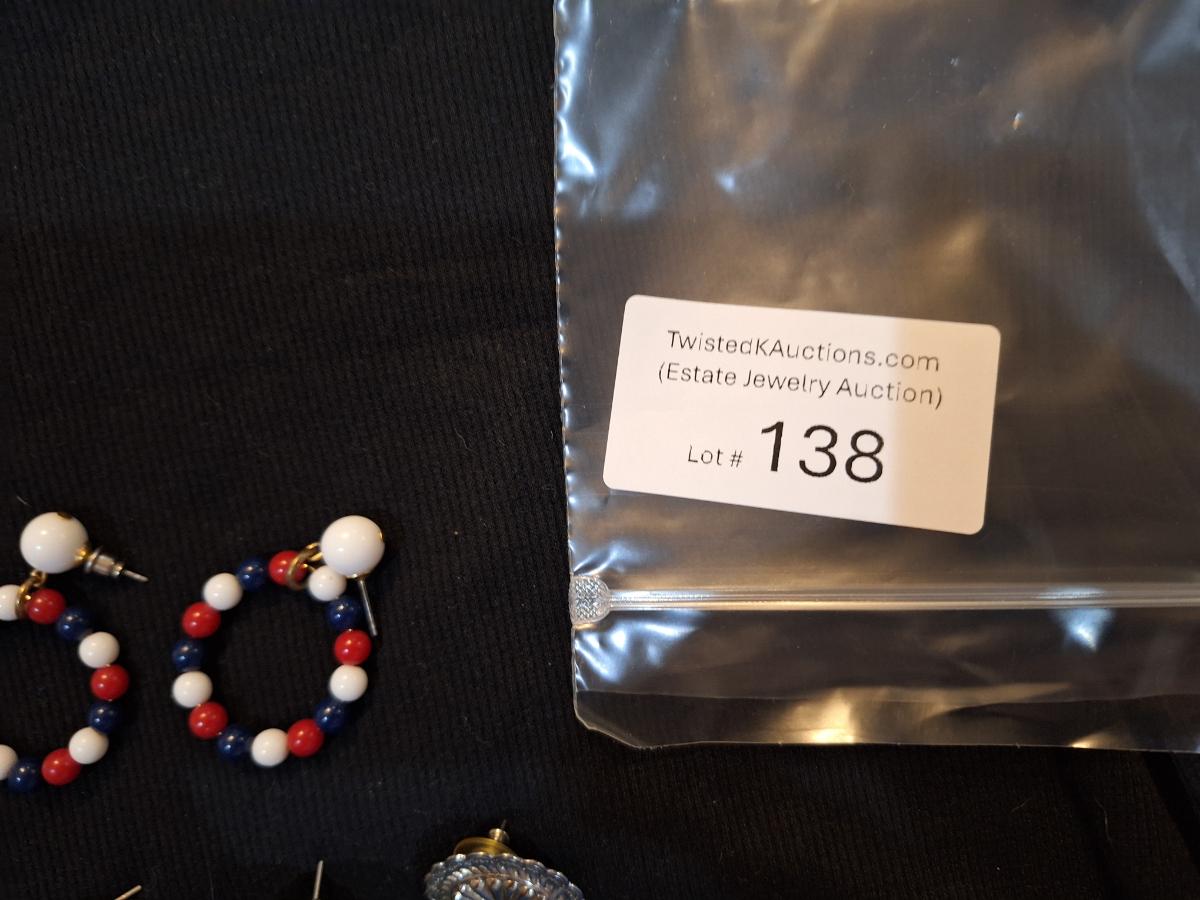 TwistedKAuctions.com
(Estate Jewelry Auction)
Lot # 138